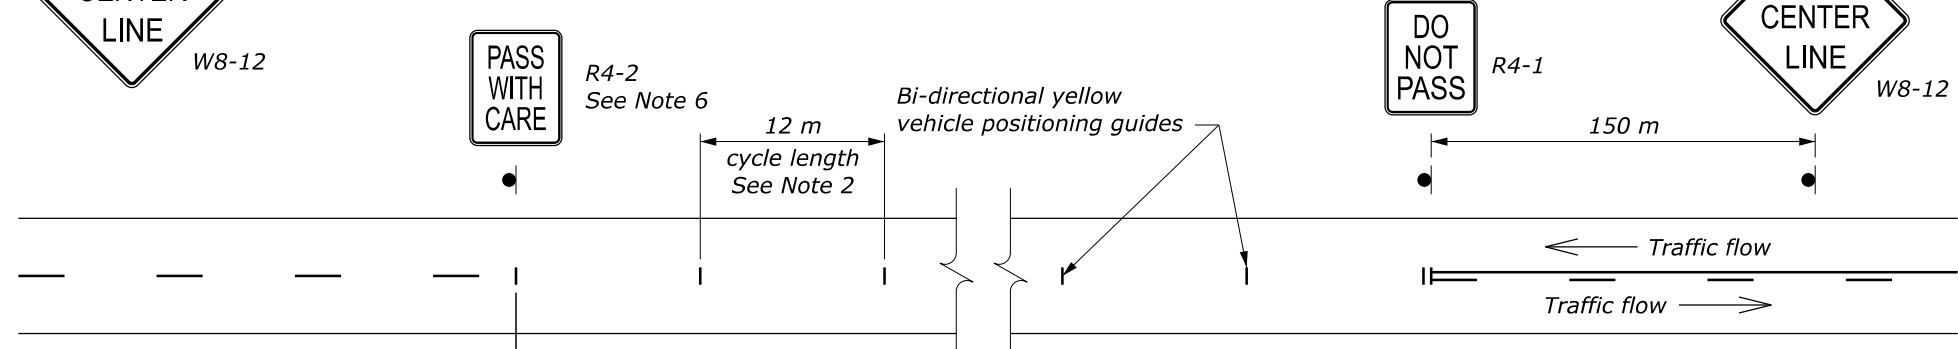 LINE
W8-12
PASS
WITH
CARE
R4-2
See Note 6
12 m
cycle length
See Note 2
Bi-directional yellow
vehicle positioning guides
DO
NOT
PASS
R4-1
150 m
CENTER
LINE
W8-12
Traffic flow
Traffic flow